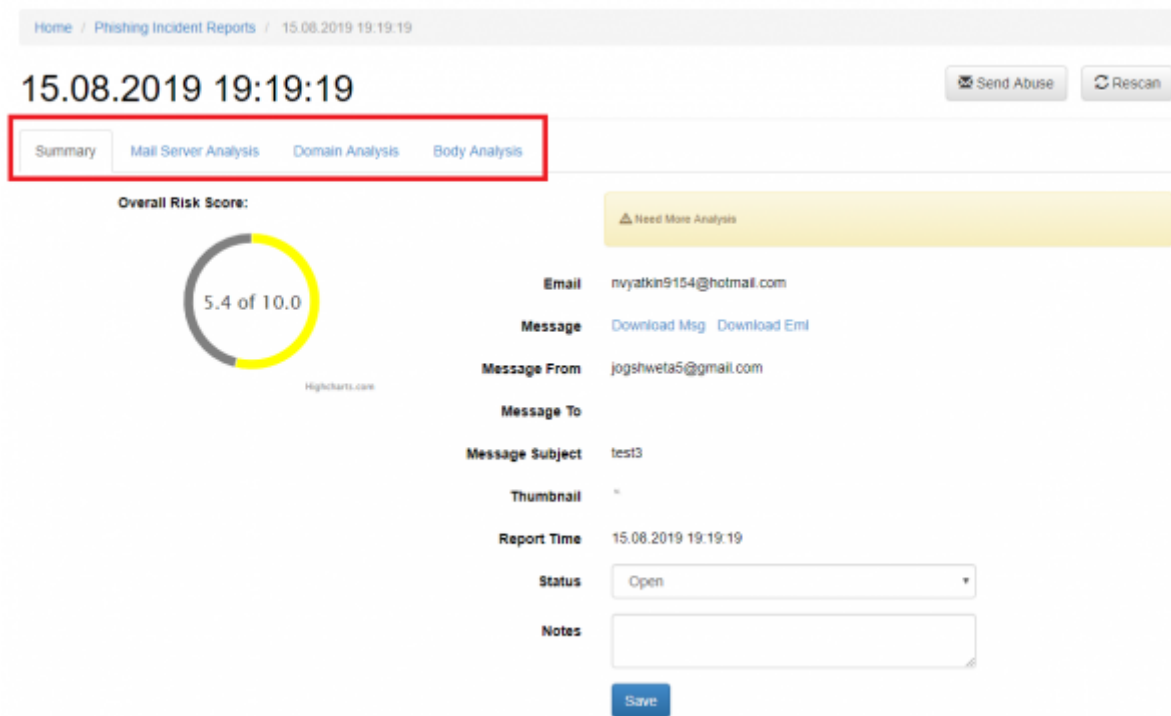 Home / Phishing Incident Reports / 15.08.2019 19:19:19
15.08.2019 19:19:19
Send Abuse
Rescan
Summary Mail Server Analysis Domain Analysis Body Analysis
Overall Risk Score:
5.4 of 10.0
Highcharts.com
Need More Analysis
Email nvyatkin9154@hotmail.com
Message Download Msg Download Eml
Message From jogshweta5@gmail.com
Message To
Message Subject test3
Thumbnail
Report Time 15.08.2019 19:19:19
Status Open
Notes
Save